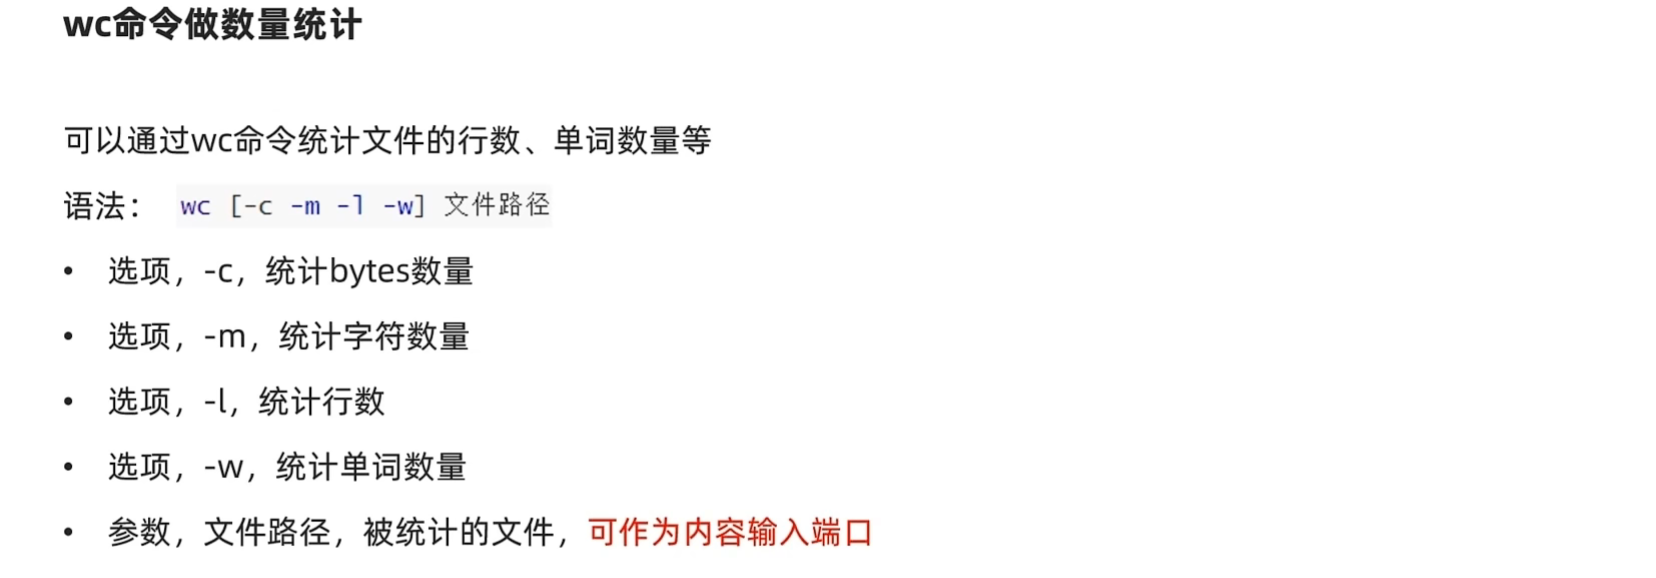 wc命令做数量统计
可以通过wc命令统计文件的行数、单词数量等
语法： wc [-c -m -l -w] 文件路径
• 选项，-c，统计bytes数量
• 选项，-m，统计字符数量
• 选项，-l，统计行数
• 选项，-w，统计单词数量
• 参数，文件路径，被统计的文件，可作为内容输入端口